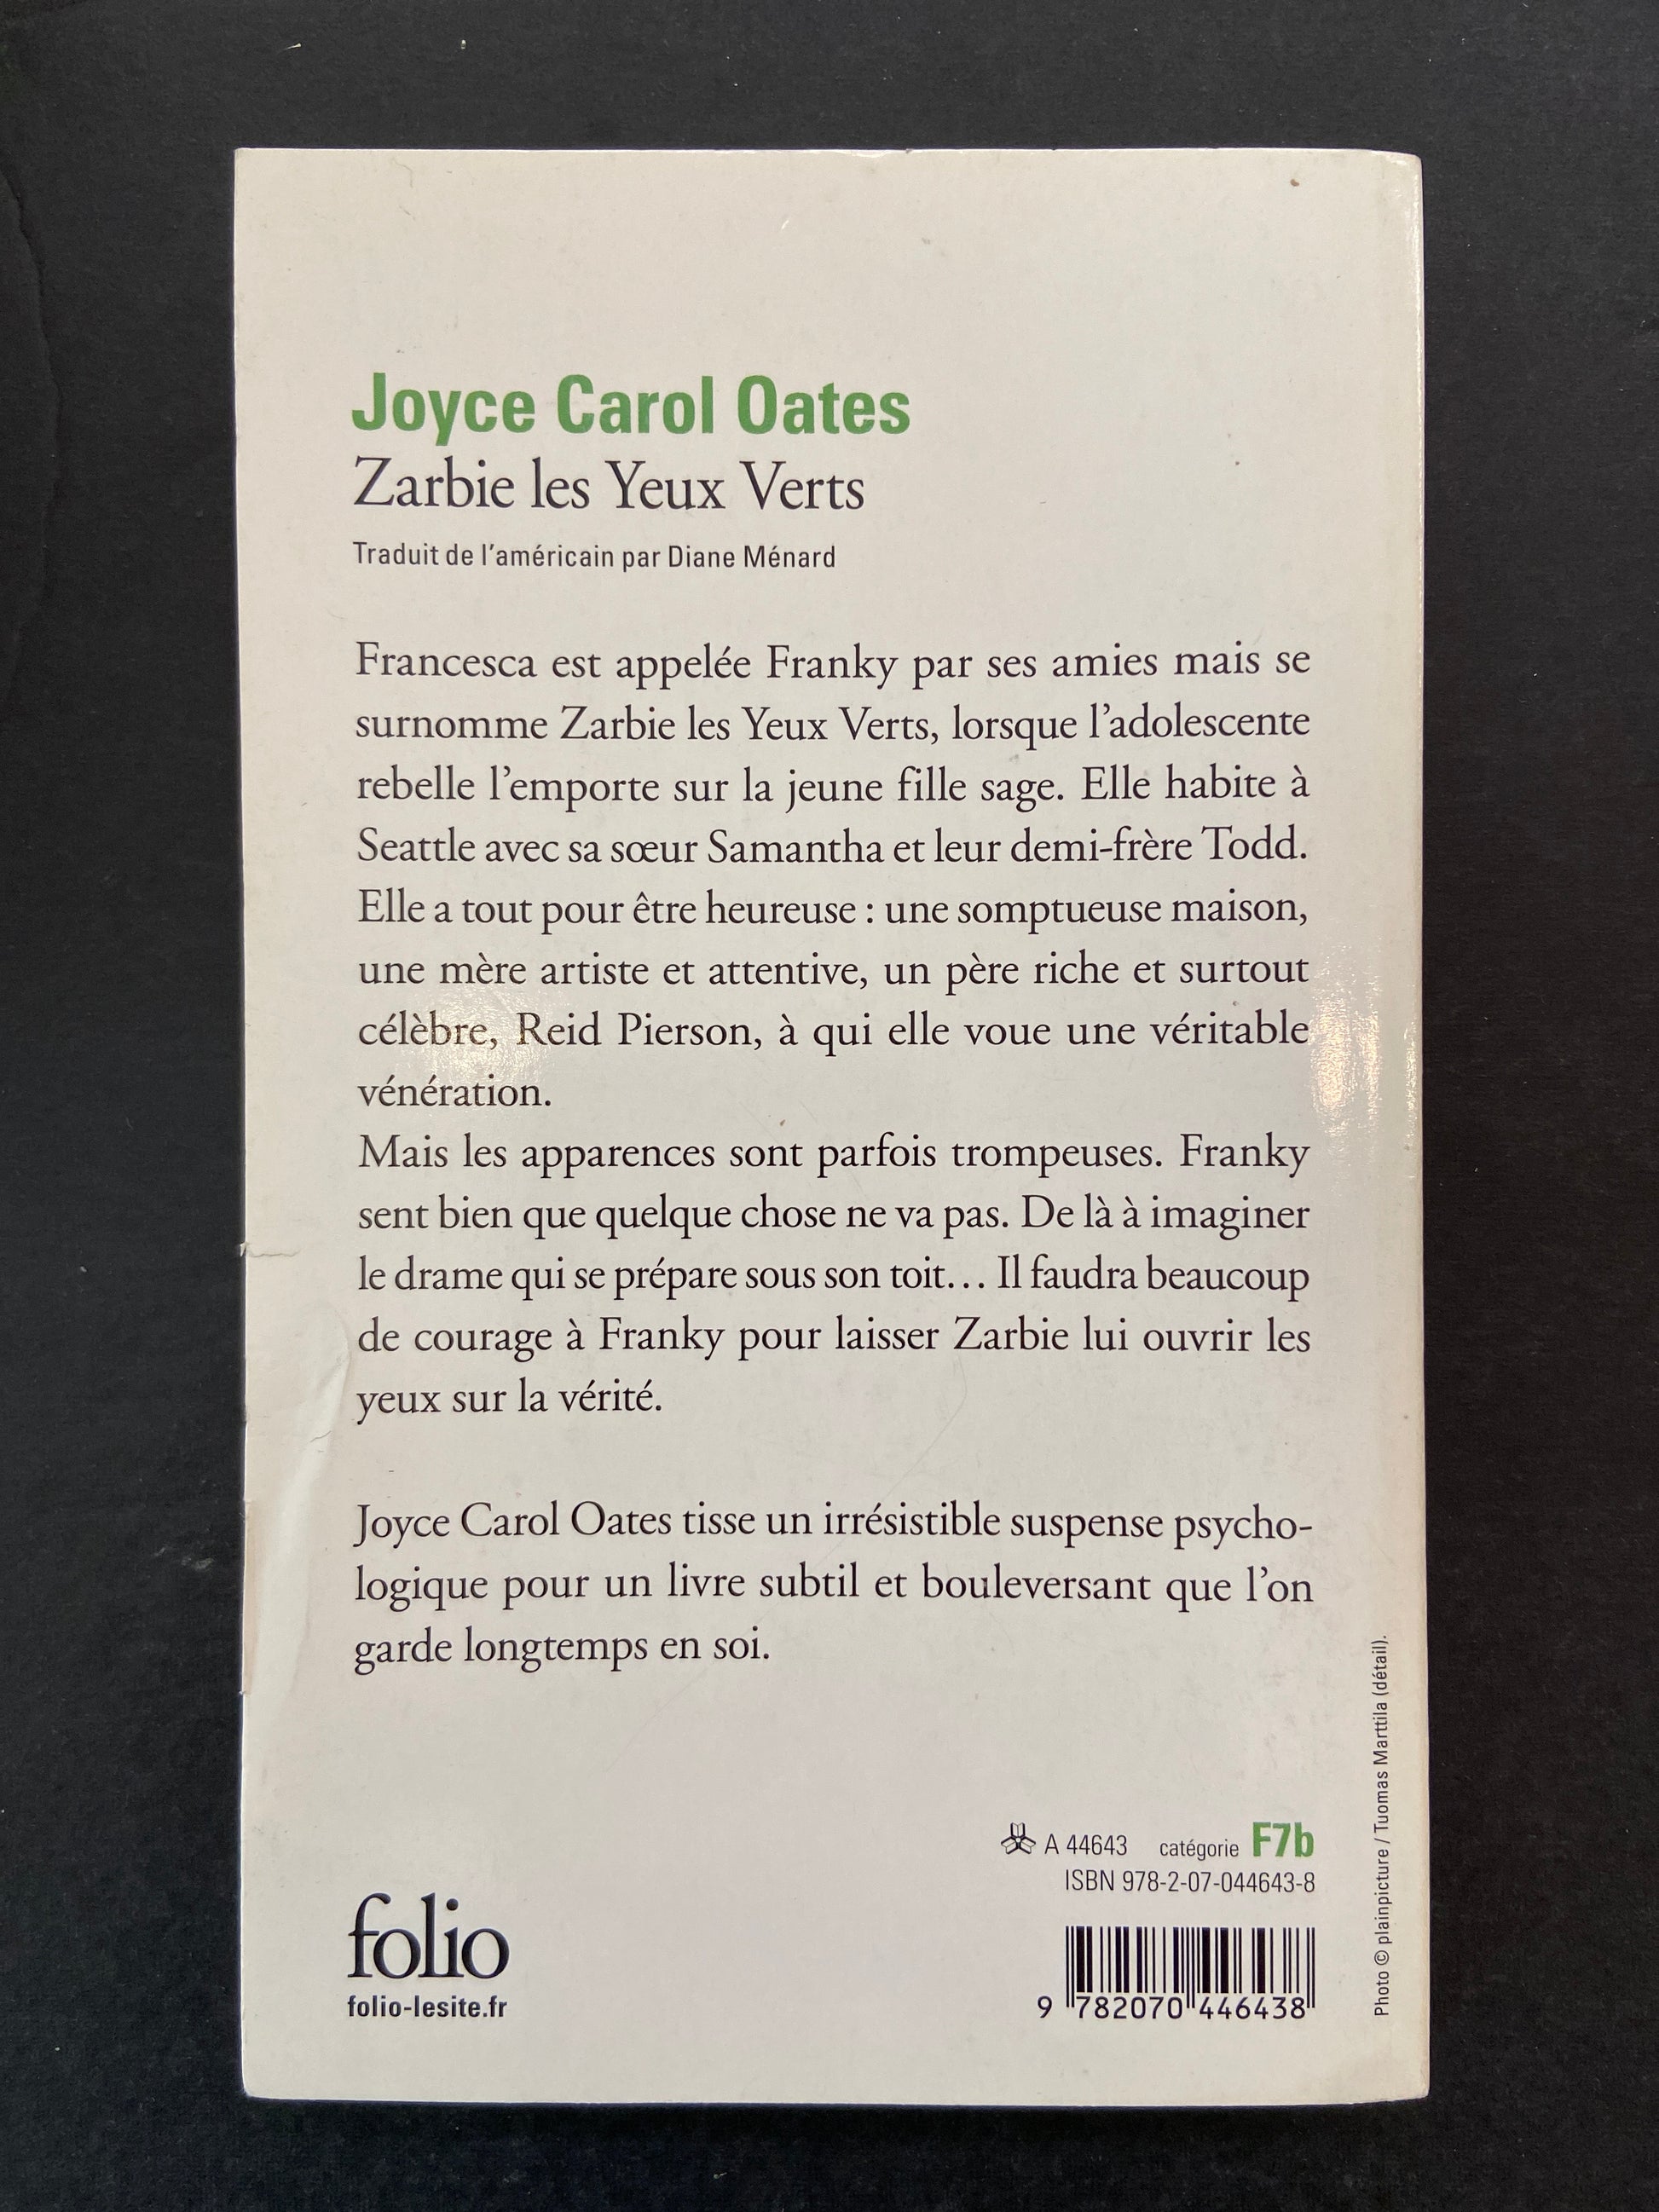 Joyce Carol Oates
Zarbie les Yeux Verts
Traduit de l'américain par Diane Ménard
Francesca est appelée Franky par ses amies mais se
surnomme Zarbie les Yeux Verts, lorsque l'adolescente
rebelle l'emporte sur la jeune fille sage. Elle habite à
Seattle avec sa sœur Samantha et leur demi-frère Todd.
Elle a tout pour être heureuse : une somptueuse maison,
une mère artiste et attentive, un père riche et surtout
célèbre, Reid Pierson, à qui elle voue une véritable
vénération.
Mais les apparences sont parfois trompeuses. Franky
sent bien que quelque chose ne va pas. De là à imaginer
le drame qui se prépare sous son toit... Il faudra beaucoup
de courage à Franky pour laisser Zarbie lui ouvrir les
yeux sur la vérité.
Joyce Carol Oates tisse un irrésistible suspense psycho-
logique pour un livre subtil et bouleversant que l'on
garde longtemps en soi.
A 44643 catégorie F7b
ISBN 978-2-07-044643-8
9 782070 446438
folio
folio-lesite.fr
Photo © plainpicture / Tuomas Marttila (détail).